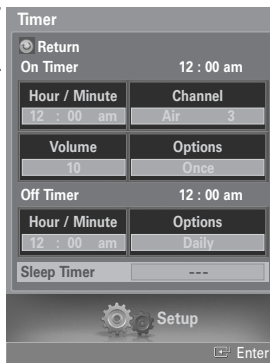 Timer
Return
On Timer 12 : 00 am
Hour / Minute Channel
12 : 00 am Air 3
Volume Options
10 Once
Off Timer 12 : 00 am
Hour / Minute Options
12 : 00 am Daily
Sleep Timer ---
Setup
Enter